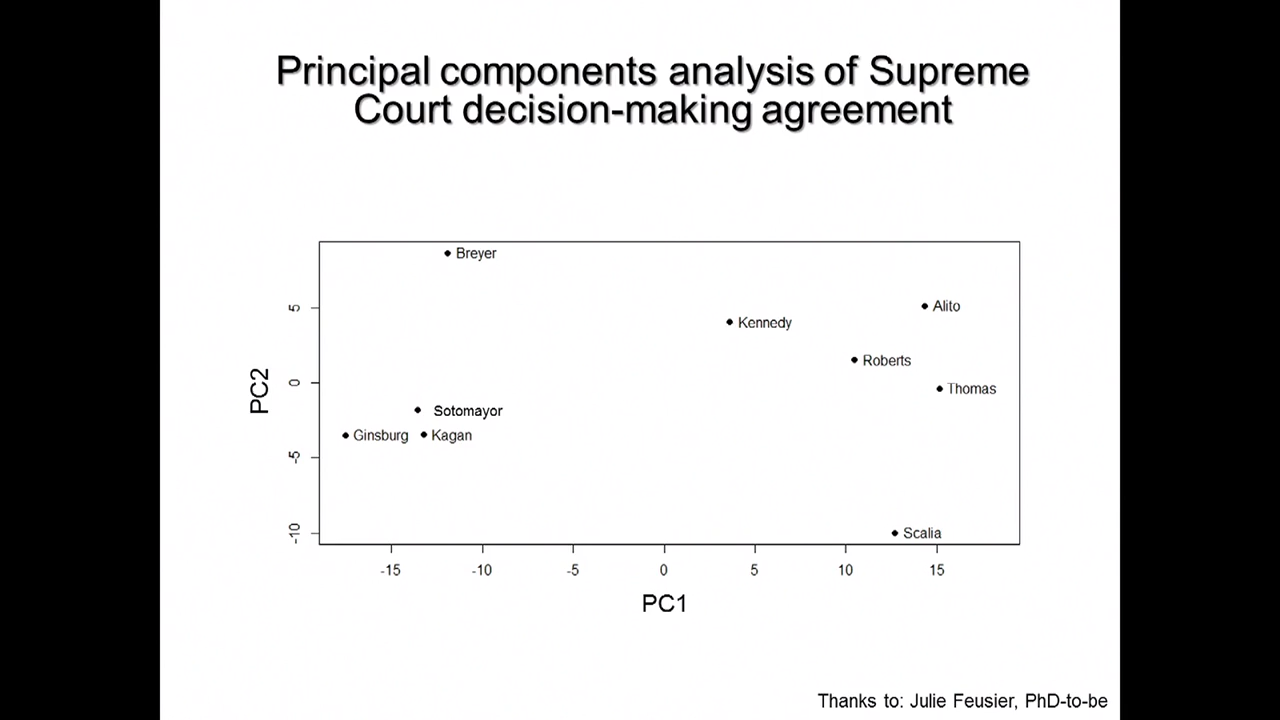 Principal components analysis of Supreme
Court decision-making agreement
Breyer
Alito
Kennedy
Roberts
Thomas
Sotomayor
Ginsburg
Kagan
Scalia
5
0
-5
-10
PC2
-15 -10 -5 0 5 10 15
PC1
Thanks to: Julie Feusier, PhD-to-be